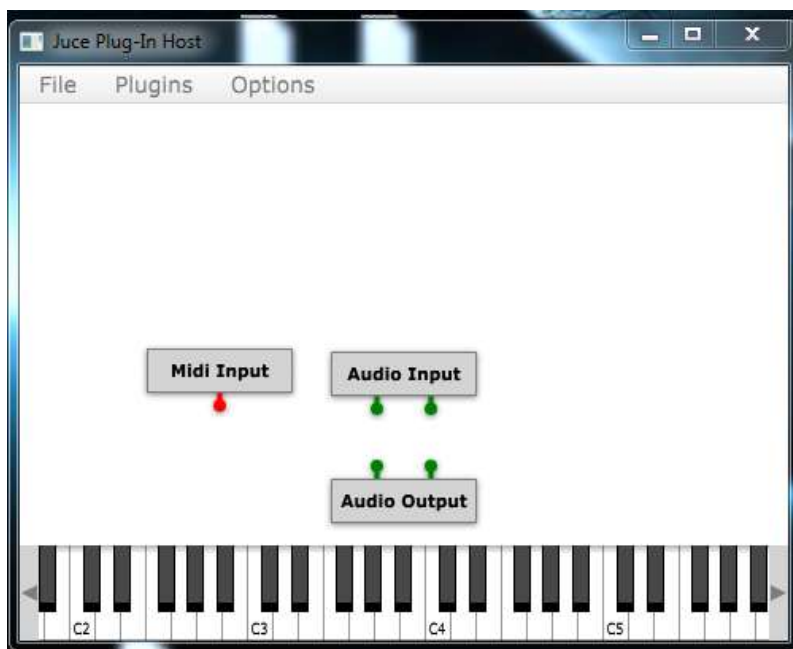 Juce Plug-In Host
File Plugins Options
Midi Input
Audio Input
Audio Output
C2 C3 C4 C5